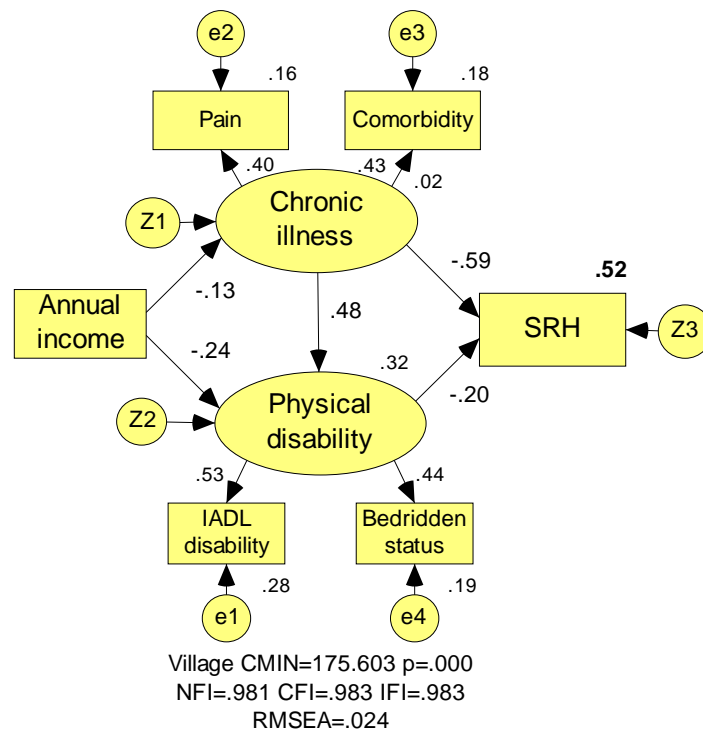 e2
e3
.16
.18
Pain
Comorbidity
.40
.43
.02
Chronic
illness
Z1
-.13
-.59
.52
Annual
income
.48
SRH
Z3
-.24
.32
-.20
Physical
disability
Z2
.53
.44
IADL
disability
Bedridden
status
.28
.19
e1
e4
Village CMIN=175.603 p=.000
NFI=.981 CFI=.983 IFI=.983
RMSEA=.024